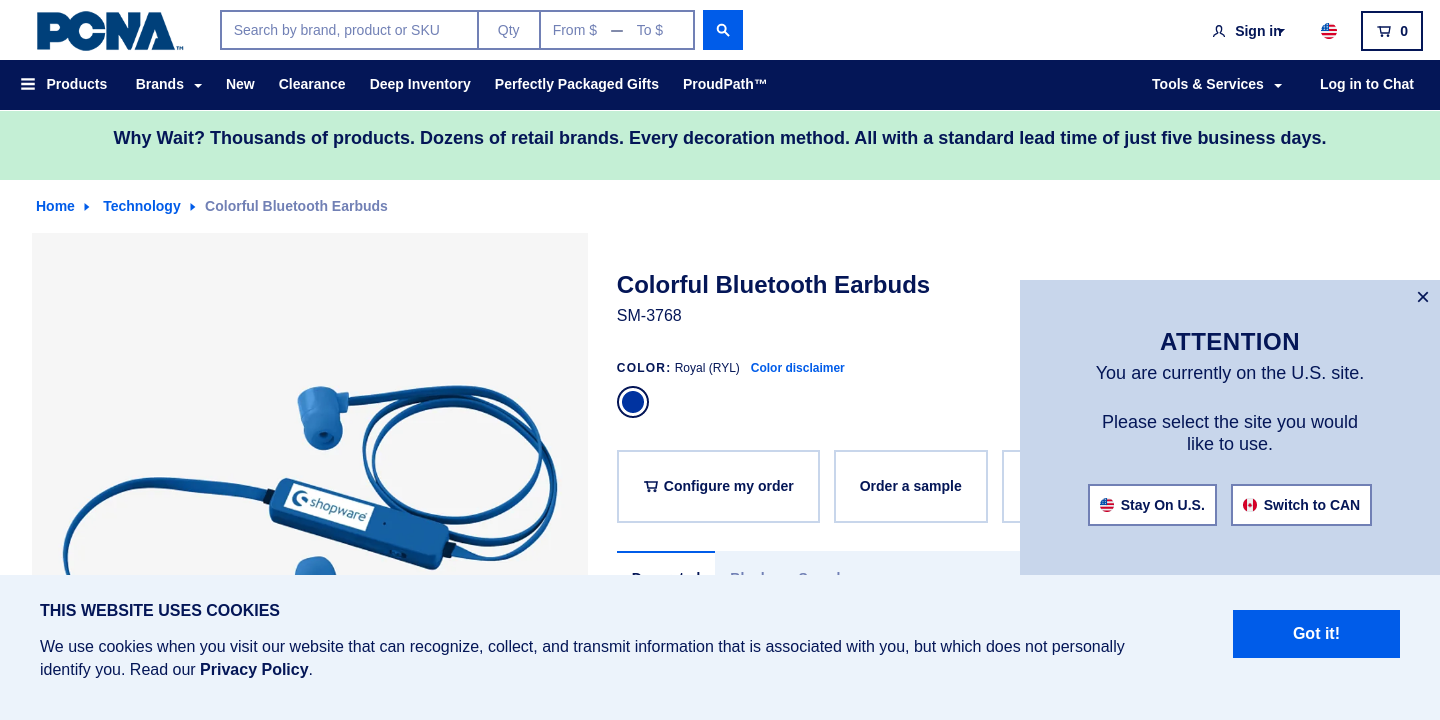 PCNA™
Search by brand, product or SKU
Qty
From $ — To $
Sign in
0
Products
Brands
New
Clearance
Deep Inventory
Perfectly Packaged Gifts
ProudPath™
Tools & Services
Log in to Chat
Why Wait? Thousands of products. Dozens of retail brands. Every decoration method. All with a standard lead time of just five business days.
Home
Technology
Colorful Bluetooth Earbuds
shopware
Colorful Bluetooth Earbuds
SM-3768
COLOR: Royal (RYL) Color disclaimer
Configure my order
Order a sample
×
ATTENTION
You are currently on the U.S. site.
Please select the site you would
like to use.
Stay On U.S.
Switch to CAN
THIS WEBSITE USES COOKIES
We use cookies when you visit our website that can recognize, collect, and transmit information that is associated with you, but which does not personally
identify you. Read our Privacy Policy.
Got it!